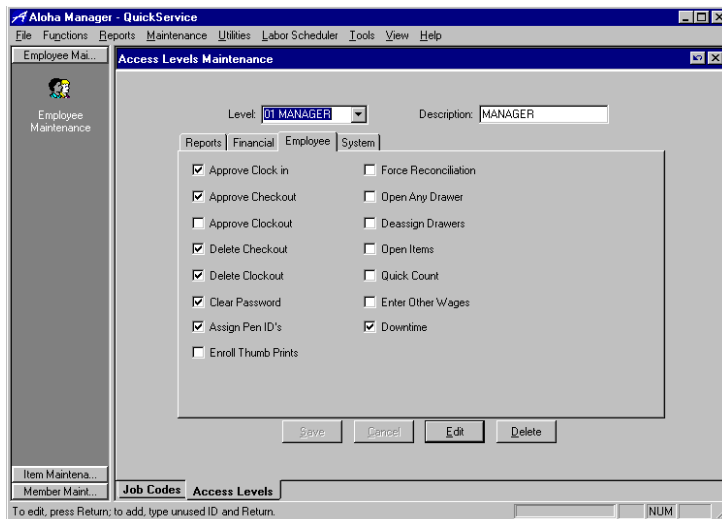 Aloha Manager - QuickService
File Functions Reports Maintenance Utilities Labor Scheduler Tools View Help
Employee Mai...
Access Levels Maintenance
Employee
Maintenance
Level: 01 MANAGER Description: MANAGER
Reports Financial Employee System
Approve Clock in Force Reconciliation
Approve Checkout Open Any Drawer
Approve Clockout Deassign Drawers
Delete Checkout Open Items
Delete Clockout Quick Count
Clear Password Enter Other Wages
Assign Pen ID's Downtime
Enroll Thumb Prints
Save Cancel Edit Delete
Item Maintena...
Member Maint...
Job Codes Access Levels
To edit, press Return; to add, type unused ID and Return. NUM